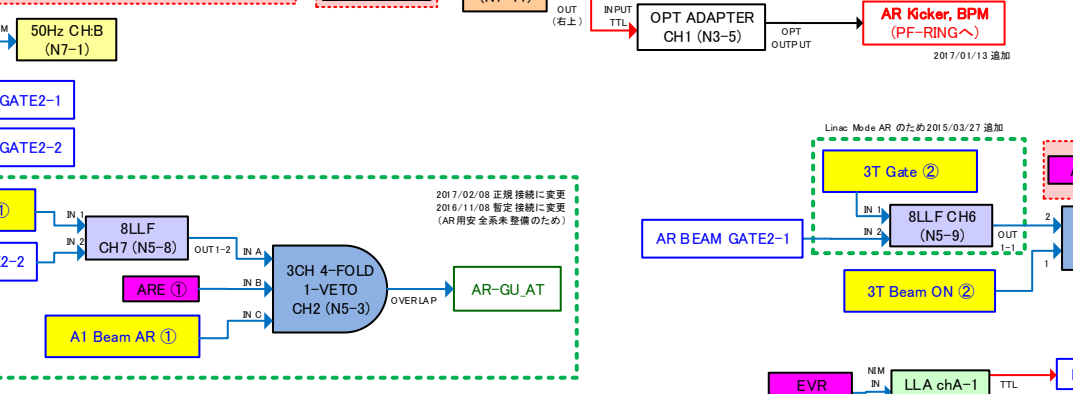 OUT
(右上)
INPUT
TTL
OPT ADAPTER
CH1 (N3-5)
OPT
OUTPUT
AR Kicker, BPM
(PF-RINGへ)
2017/01/13 追加
50Hz CH:B
(N7-1)
GATE2-1
GATE2-2
2017/02/08 正規接続に変更
2016/11/08 暫定接続に変更
(AR用安全系未整備のため)
①
2-2
IN 1
IN 2
8LLF
CH7 (N5-8)
OUT1-2
ARE ①
A1 Beam AR ①
IN A
IN B
IN C
3CH 4-FOLD
1-VETO
CH2 (N5-3)
OVERLAP
AR-GU_AT
Linac Mode AR のため2015/03/27 追加
3T Gate ②
AR BEAM GATE2-1
IN 1
IN 2
8LLF CH6
(N5-9)
OUT
1-1
2
1
3T Beam ON ②
EVR
NIM
IN
LLA chA-1
TTL